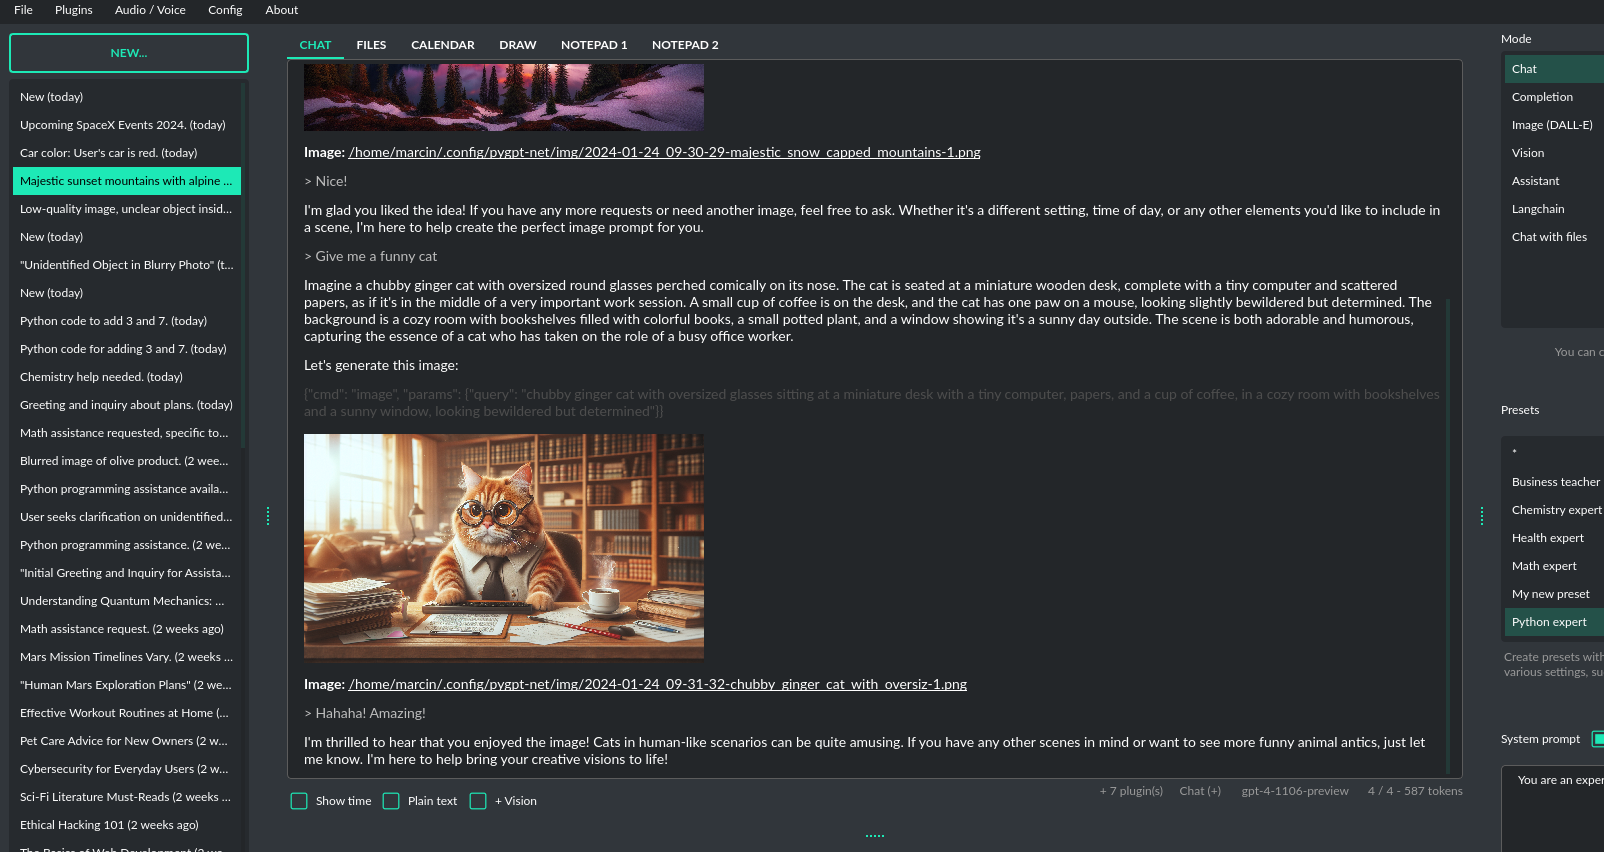 File Plugins Audio / Voice Config About
NEW...
New (today)
Upcoming SpaceX Events 2024. (today)
Car color: User's car is red. (today)
Majestic sunset mountains with alpine ...
Low-quality image, unclear object insid...
New (today)
"Unidentified Object in Blurry Photo" (t...
New (today)
Python code to add 3 and 7. (today)
Python code for adding 3 and 7. (today)
Chemistry help needed. (today)
Greeting and inquiry about plans. (today)
Math assistance requested, specific to...
Blurred image of olive product. (2 wee...
Python programming assistance availa...
User seeks clarification on unidentified...
Python programming assistance. (2 we...
"Initial Greeting and Inquiry for Assista...
Understanding Quantum Mechanics: ...
Math assistance request. (2 weeks ago)
Mars Mission Timelines Vary. (2 weeks ...
"Human Mars Exploration Plans" (2 we...
Effective Workout Routines at Home (...
Pet Care Advice for New Owners (2 w...
Cybersecurity for Everyday Users (2 w...
Sci-Fi Literature Must-Reads (2 weeks ...
Ethical Hacking 101 (2 weeks ago)
The Basics of Web Development (2 we...
CHAT FILES CALENDAR DRAW NOTEPAD 1 NOTEPAD 2
Image: /home/marcin/.config/pygpt-net/img/2024-01-24_09-30-29-majestic_snow_capped_mountains-1.png
> Nice!
I'm glad you liked the idea! If you have any more requests or need another image, feel free to ask. Whether it's a different setting, time of day, or any other elements you'd like to include in
a scene, I'm here to help create the perfect image prompt for you.
> Give me a funny cat
Imagine a chubby ginger cat with oversized round glasses perched comically on its nose. The cat is seated at a miniature wooden desk, complete with a tiny computer and scattered
papers, as if it's in the middle of a very important work session. A small cup of coffee is on the desk, and the cat has one paw on a mouse, looking slightly bewildered but determined. The
background is a cozy room with bookshelves filled with colorful books, a small potted plant, and a window showing it's a sunny day outside. The scene is both adorable and humorous,
capturing the essence of a cat who has taken on the role of a busy office worker.
Let's generate this image:
{"cmd": "image", "params": {"query": "chubby ginger cat with oversized glasses sitting at a miniature desk with a tiny computer, papers, and a cup of coffee, in a cozy room with bookshelves
and a sunny window, looking bewildered but determined"}}
Image: /home/marcin/.config/pygpt-net/img/2024-01-24_09-31-32-chubby_ginger_cat_with_oversiz-1.png
> Hahaha! Amazing!
I'm thrilled to hear that you enjoyed the image! Cats in human-like scenarios can be quite amusing. If you have any other scenes in mind or want to see more funny animal antics, just let
me know. I'm here to help bring your creative visions to life!
Show time Plain text + Vision
+ 7 plugin(s) Chat (+) gpt-4-1106-preview 4 / 4 - 587 tokens
Mode
Chat
Completion
Image (DALL-E)
Vision
Assistant
Langchain
Chat with files
You can c
Presets
*
Business teacher
Chemistry expert
Health expert
Math expert
My new preset
Python expert
Create presets with
various settings, su
System prompt
You are an exper